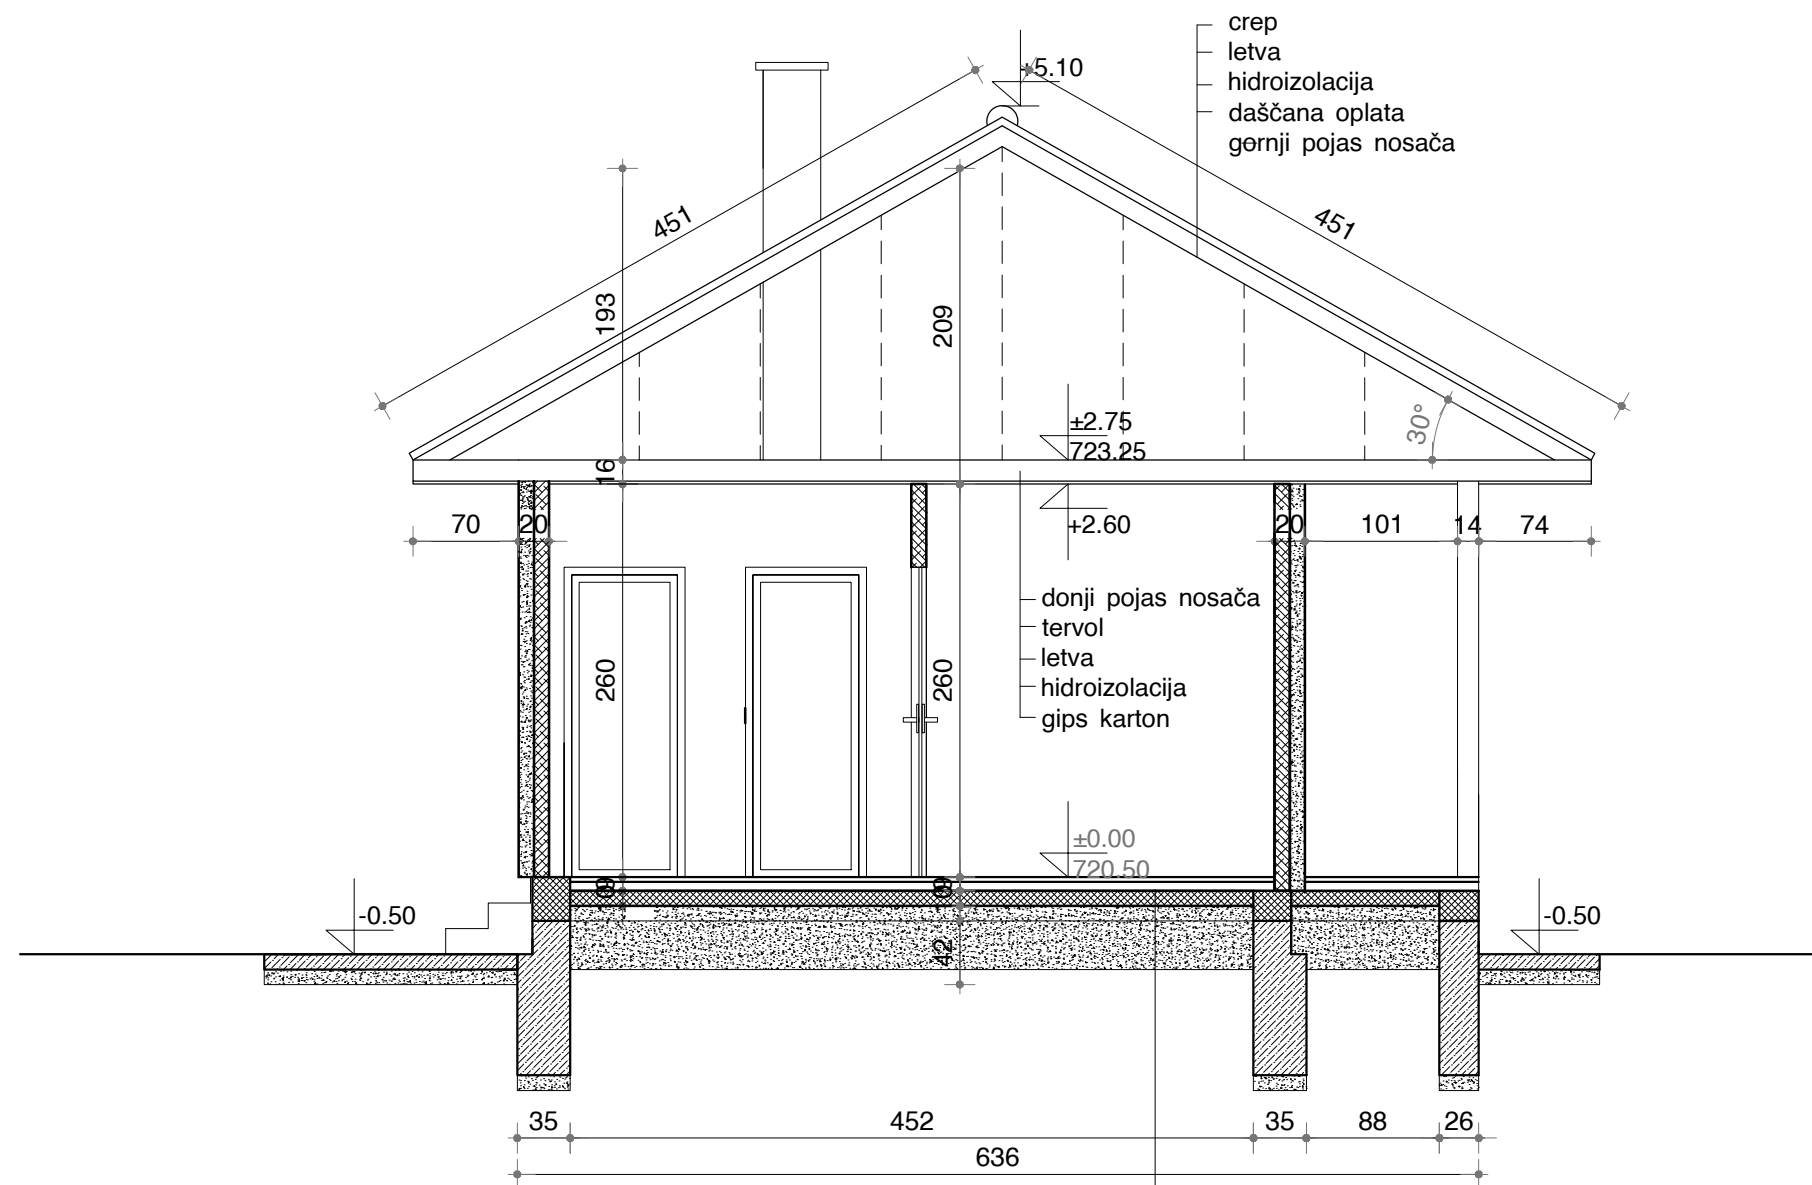 crep
+5.10
letva
hidroizolacija
daščana oplata
gornji pojas nosača
451
451
193
209
30°
±2.75
723.25
16
70
20
+2.60
20
101
14
74
donji pojas nosača
tervol
letva
hidroizolacija
gips karton
260
260
±0.00
720.50
-0.50
-0.50
42
35
452
35
88
26
636